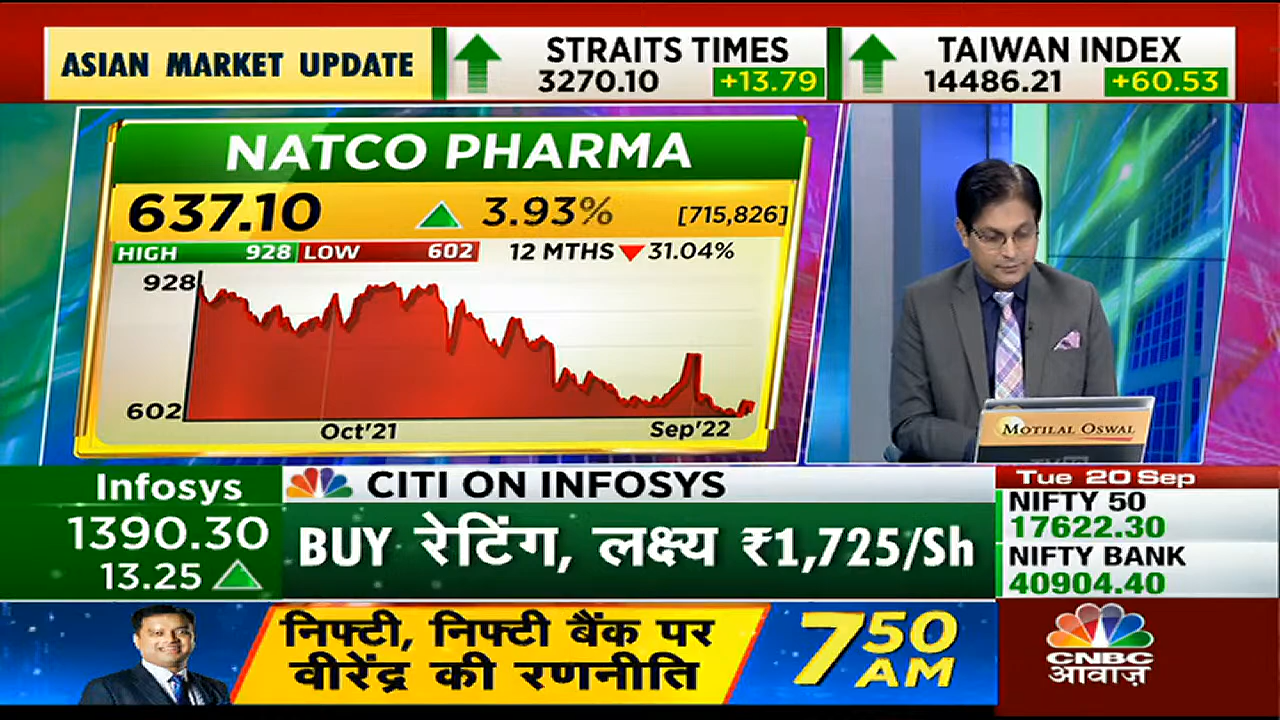 ASIAN MARKET UPDATE
STRAITS TIMES
3270.10 +13.79
TAIWAN INDEX
14486.21 +60.53
NATCO PHARMA
637.10 3.93% [715,826]
HIGH 928 LOW 602 12 MTHS 31.04%
928
602
Oct'21 Sep'22
MOTILAL OSWAL
Infosys
1390.30
13.25
CITI ON INFOSYS
BUY रेटिंग, लक्ष्य ₹1,725/Sh
Tue 20 Sep
NIFTY 50
17622.30
NIFTY BANK
40904.40
निफ्टी, निफ्टी बैंक पर
वीरेंद्र की रणनीति
7 50 AM
CNBC
आवाज़